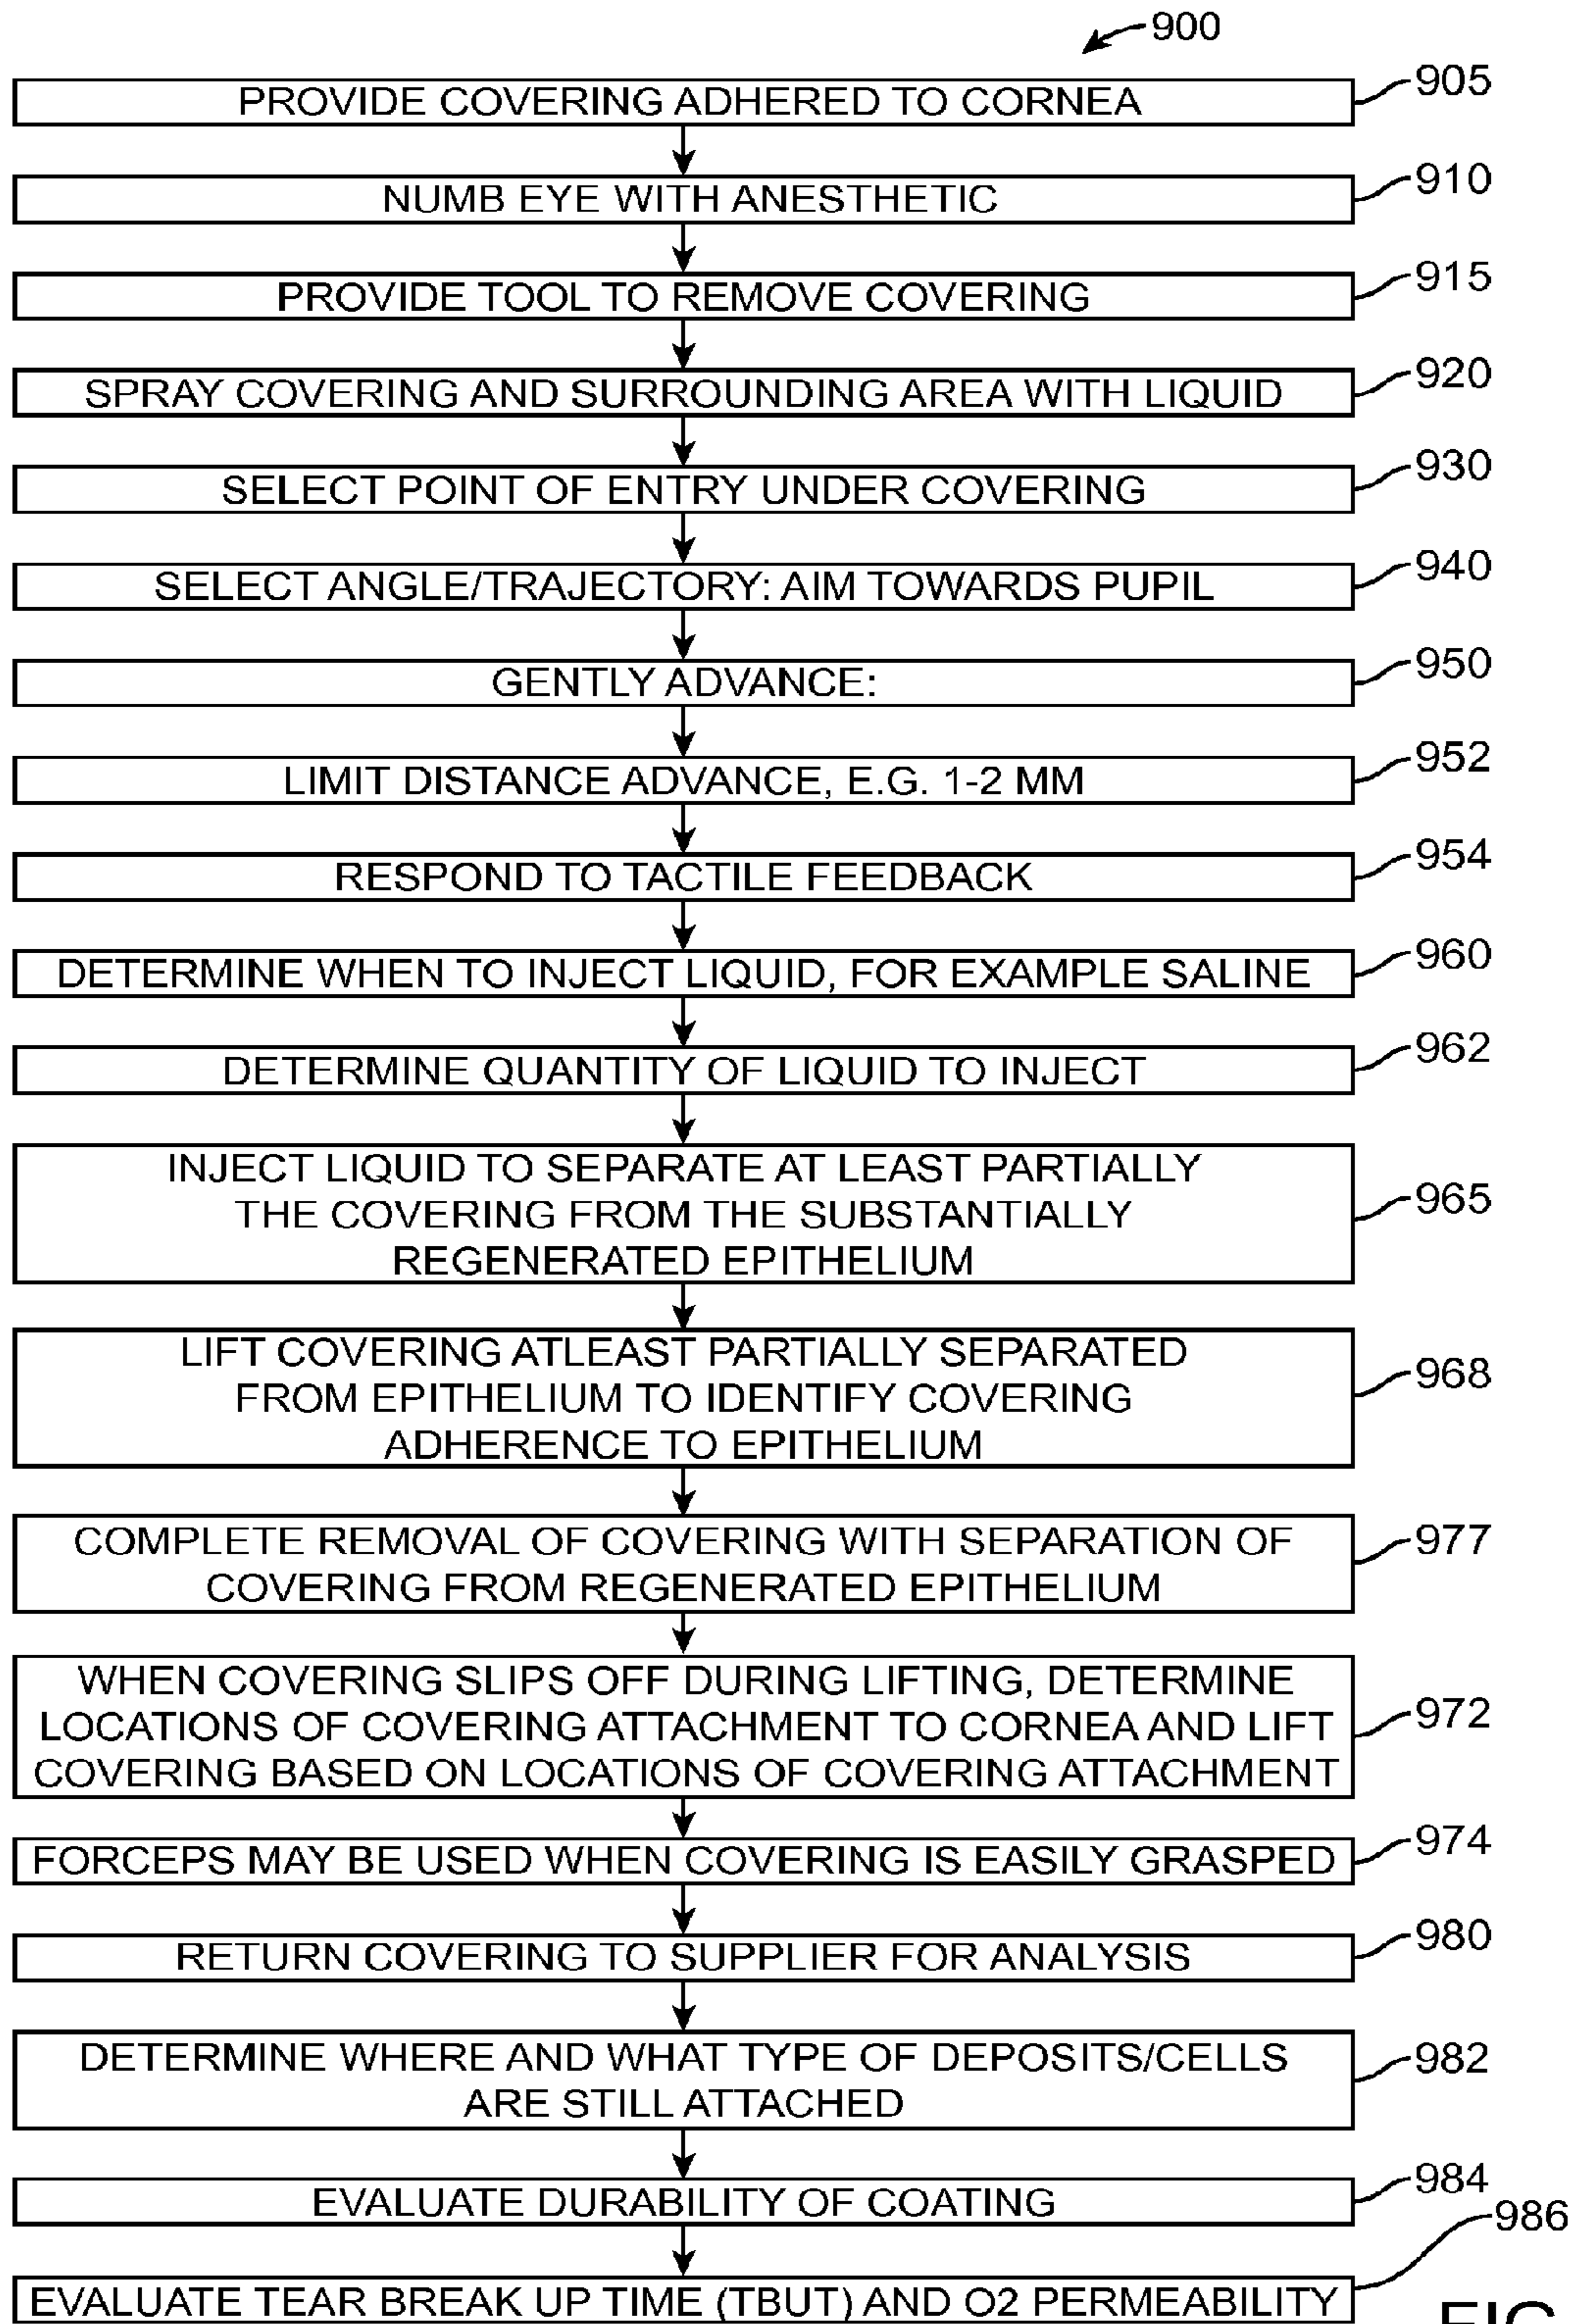 900
PROVIDE COVERING ADHERED TO CORNEA
905
NUMB EYE WITH ANESTHETIC
910
PROVIDE TOOL TO REMOVE COVERING
915
SPRAY COVERING AND SURROUNDING AREA WITH LIQUID
920
SELECT POINT OF ENTRY UNDER COVERING
930
SELECT ANGLE/TRAJECTORY: AIM TOWARDS PUPIL
940
GENTLY ADVANCE:
950
LIMIT DISTANCE ADVANCE, E.G. 1-2 MM
952
RESPOND TO TACTILE FEEDBACK
954
DETERMINE WHEN TO INJECT LIQUID, FOR EXAMPLE SALINE
960
DETERMINE QUANTITY OF LIQUID TO INJECT
962
INJECT LIQUID TO SEPARATE AT LEAST PARTIALLY
THE COVERING FROM THE SUBSTANTIALLY
REGENERATED EPITHELIUM
965
LIFT COVERING ATLEAST PARTIALLY SEPARATED
FROM EPITHELIUM TO IDENTIFY COVERING
ADHERENCE TO EPITHELIUM
968
COMPLETE REMOVAL OF COVERING WITH SEPARATION OF
COVERING FROM REGENERATED EPITHELIUM
977
WHEN COVERING SLIPS OFF DURING LIFTING, DETERMINE
LOCATIONS OF COVERING ATTACHMENT TO CORNEA AND LIFT
COVERING BASED ON LOCATIONS OF COVERING ATTACHMENT
972
FORCEPS MAY BE USED WHEN COVERING IS EASILY GRASPED
974
RETURN COVERING TO SUPPLIER FOR ANALYSIS
980
DETERMINE WHERE AND WHAT TYPE OF DEPOSITS/CELLS
ARE STILL ATTACHED
982
EVALUATE DURABILITY OF COATING
984
EVALUATE TEAR BREAK UP TIME (TBUT) AND O2 PERMEABILITY
986
FIG